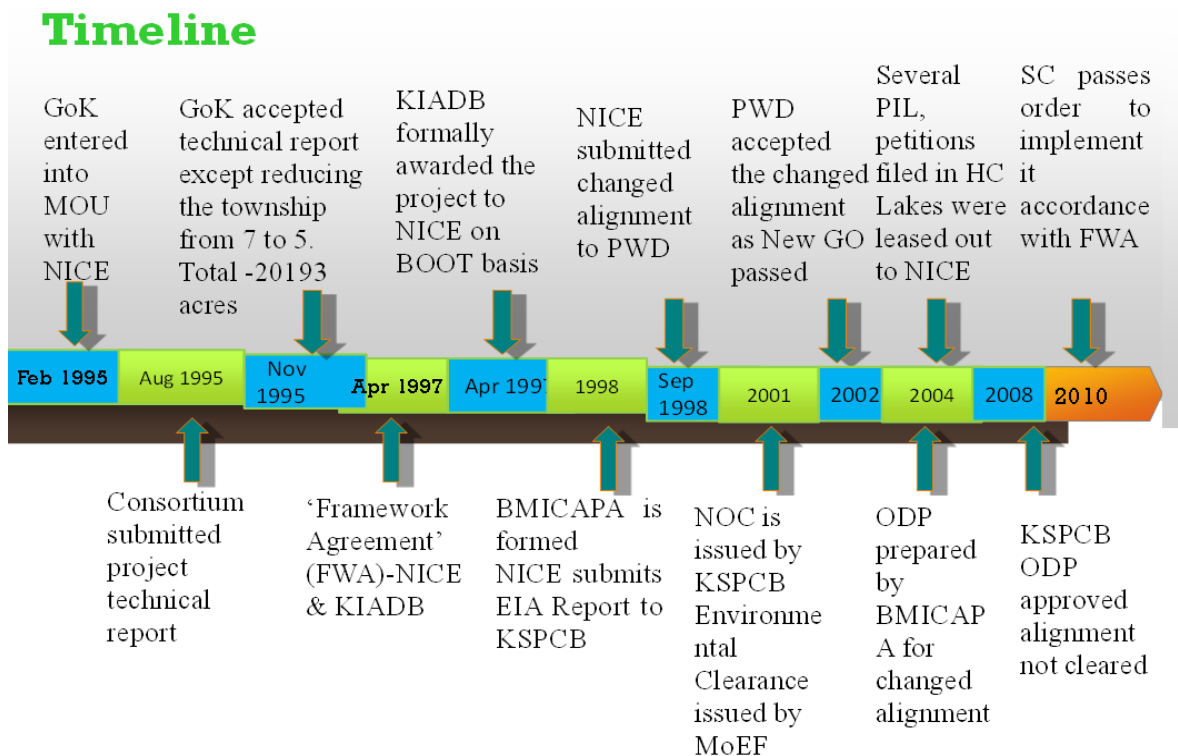 Timeline
GoK
entered
into
MOU
with
NICE
GoK accepted
technical report
except reducing
the township
from 7 to 5.
Total -20193
acres
KIADB
formally
awarded the
project to
NICE on
BOOT basis
NICE
submitted
changed
alignment
to PWD
PWD
accepted
the changed
alignment
as New GO
passed
Several
PIL,
petitions
filed in HC
Lakes were
leased out
to NICE
SC passes
order to
implement
it
accordance
with FWA
Feb 1995
Aug 1995
Nov
1995
Apr 1997
Apr 1997
1998
Sep
1998
2001
2002
2004
2008
2010
Consortium
submitted
project
technical
report
‘Framework
Agreement’
(FWA)-NICE
& KIADB
BMICAPA is
formed
NICE submits
EIA Report to
KSPCB
NOC is
issued by
KSPCB
Environme
ntal
Clearance
issued by
MoEF
ODP
prepared
by
BMICAP
A for
changed
alignment
KSPCB
ODP
approved
alignment
not cleared